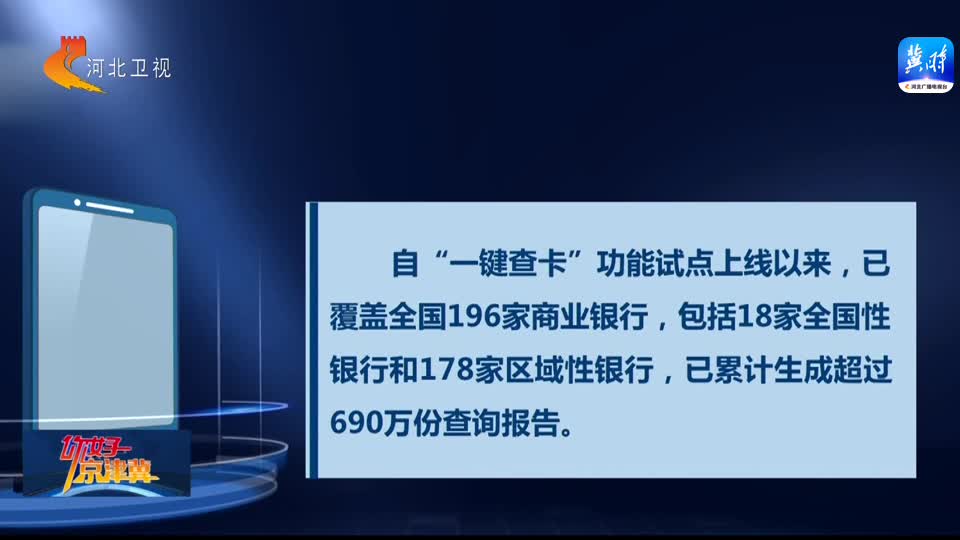 河北卫视
冀时
河北广播电视台
自“一键查卡”功能试点上线以来，已
覆盖全国196家商业银行，包括18家全国性
银行和178家区域性银行，已累计生成超过
690万份查询报告。
你好
京津冀